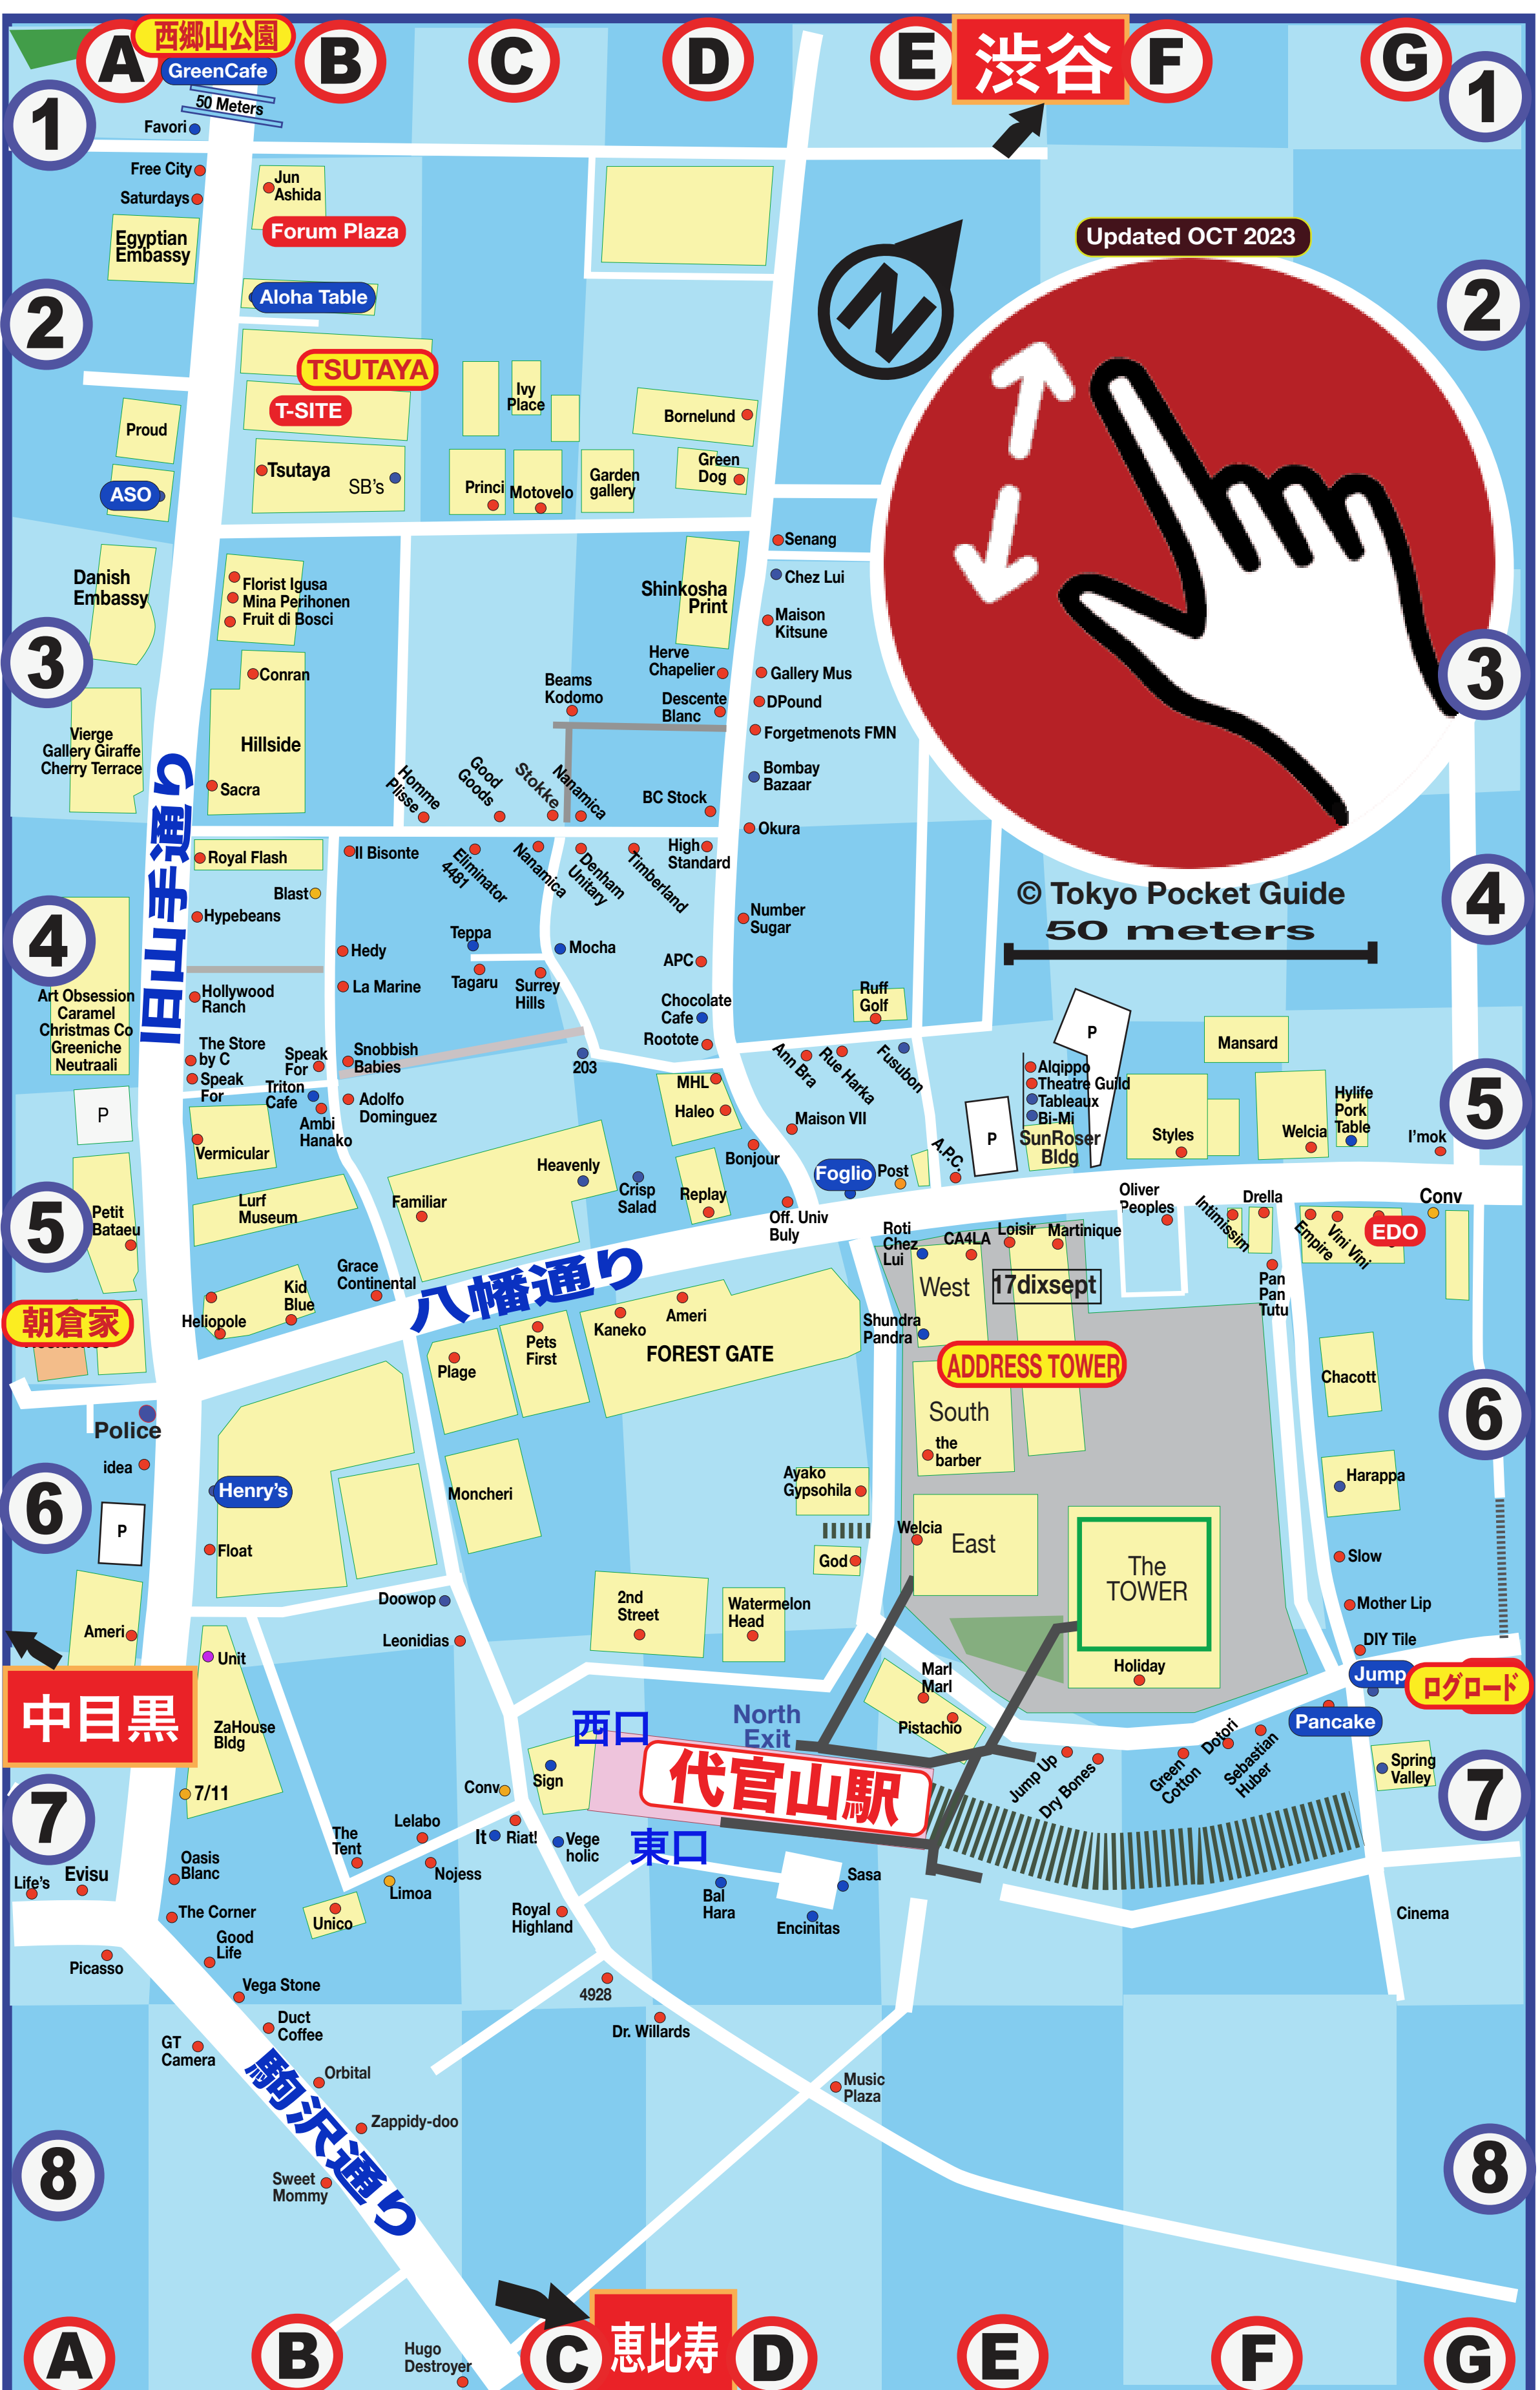 A
西郷山公園
B
C
D
E
渋谷
F
G
GreenCafe
50 Meters
1
1
Favori
Free City
Saturdays
Jun
Ashida
Egyptian
Embassy
Forum Plaza
Updated OCT 2023
Aloha Table
N
2
2
TSUTAYA
T-SITE
Ivy
Place
Bornelund
Proud
Tsutaya
SB's
Princi
Motovelo
Garden
gallery
Green
Dog
ASO
Senang
Chez Lui
Danish
Embassy
Florist Igusa
Mina Perihonen
Fruit di Bosci
Shinkosha
Print
Maison
Kitsune
3
3
Conran
Herve
Chapelier
Gallery Mus
Beams
Kodomo
Descente
Blanc
DPound
Forgetmenots FMN
Vierge
Gallery Giraffe
Cherry Terrace
Hillside
Bombay
Bazaar
Sacra
Homme
Plisse
Good
Goods
Stokke
Nanamica
BC Stock
Okura
旧山手通り
Royal Flash
Il Bisonte
Eliminator
4481
Nanamica
Denham
Unitary
Timberland
High
Standard
Blast
© Tokyo Pocket Guide
50 meters
4
4
Hypebeans
Number
Sugar
Hedy
Teppa
Mocha
APC
La Marine
Tagaru
Surrey
Hills
Art Obsession
Caramel
Christmas Co
Greeniche
Neutraali
Hollywood
Ranch
Chocolate
Cafe
Ruff
Golf
P
Rootote
Mansard
The Store
by C
Speak
For
Speak
For
Snobbish
Babies
203
Ann Bra
Rue Harka
Fusubon
Alqippo
Theatre Guild
Tableaux
Bi-Mi
SunRoser
Bldg
MHL
Haleo
Triton
Cafe
Ambi
Hanako
Adolfo
Dominguez
P
Maison VII
P
A.P.C.
Styles
Welcia
Hylife
Pork
Table
I'mok
5
Vermicular
Bonjour
Heavenly
Crisp
Salad
Replay
Foglio
Post
5
Petit
Bataeu
Lurf
Museum
Familiar
Off. Univ
Buly
Oliver
Peoples
Intimissim
Drella
Empire
Vini Vini
EDO
Conv
Roti
Chez
Lui
CA4LA
Loisir
Martinique
West
17dixsept
Pan
Pan
Tutu
Grace
Continental
Kid
Blue
Heliopole
八幡通り
朝倉家
Kaneko
Ameri
FOREST GATE
Shundra
Pandra
ADDRESS TOWER
Plage
Pets
First
Chacott
6
South
the
barber
Police
idea
Henry's
Moncheri
Ayako
Gypsohila
Harappa
6
P
Float
Welcia
East
God
The
TOWER
Slow
Doowop
2nd
Street
Watermelon
Head
Mother Lip
Ameri
Leonidias
DIY Tile
Unit
Marl
Marl
Holiday
Jump
ログロード
中目黒
ZaHouse
Bldg
西口
North
Exit
Pistachio
Pancake
代官山駅
Sign
Jump Up
Dry Bones
Green
Cotton
Dotori
Sebastian
Huber
Spring
Valley
7
7
7/11
Conv
Lelabo
It
Riat!
Vege
holic
東口
The
Tent
Nojess
Limoa
Oasis
Blanc
Evisu
Life's
Bal
Hara
Sasa
Encinitas
Unico
Royal
Highland
The Corner
Cinema
Good
Life
Picasso
Vega Stone
4928
Duct
Coffee
Dr. Willards
GT
Camera
Orbital
Music
Plaza
駒沢通り
Zappidy-doo
8
8
Sweet
Mommy
Hugo
Destroyer
A
B
C
恵比寿
D
E
F
G